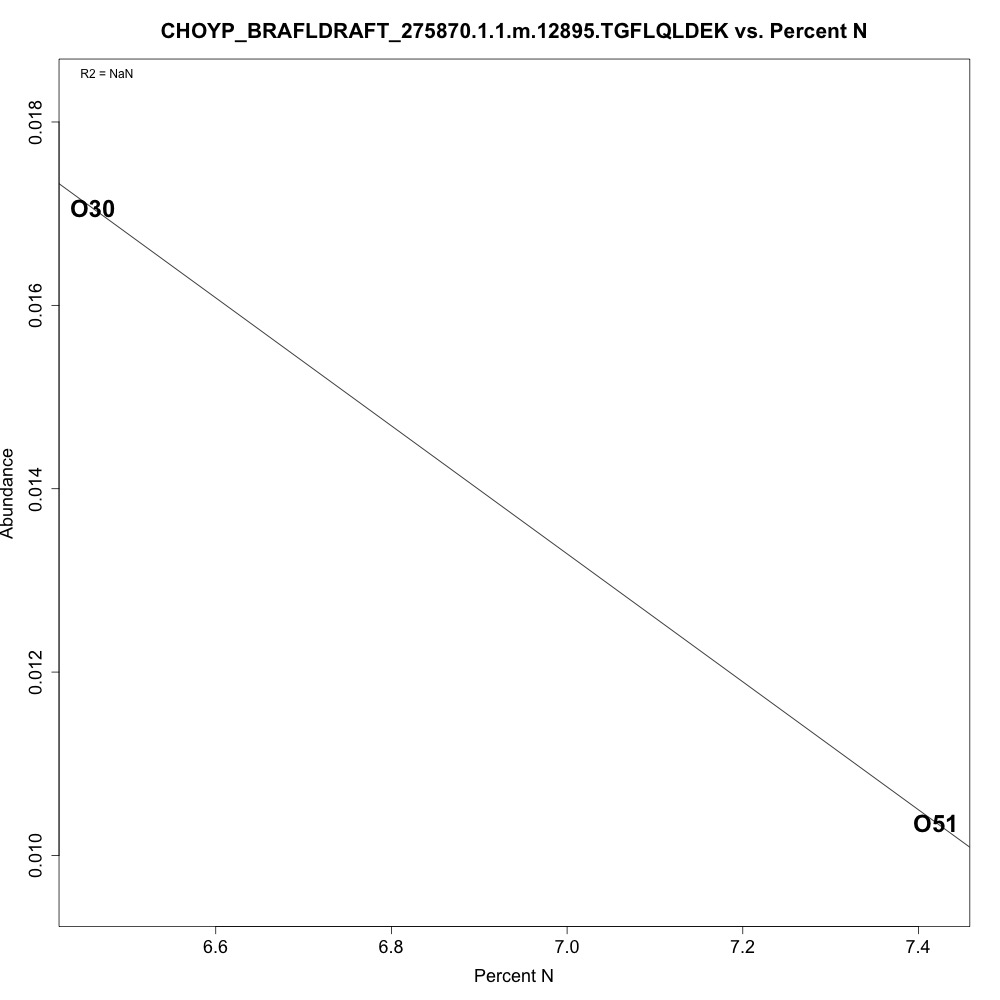 CHOYP_BRAFLDRAFT_275870.1.1.m.12895.TGFLQLDEK vs. Percent N
R2 = NaN
0.018
O30
0.016
0.014
Abundance
0.012
O51
0.010
6.6 6.8 7.0 7.2 7.4
Percent N